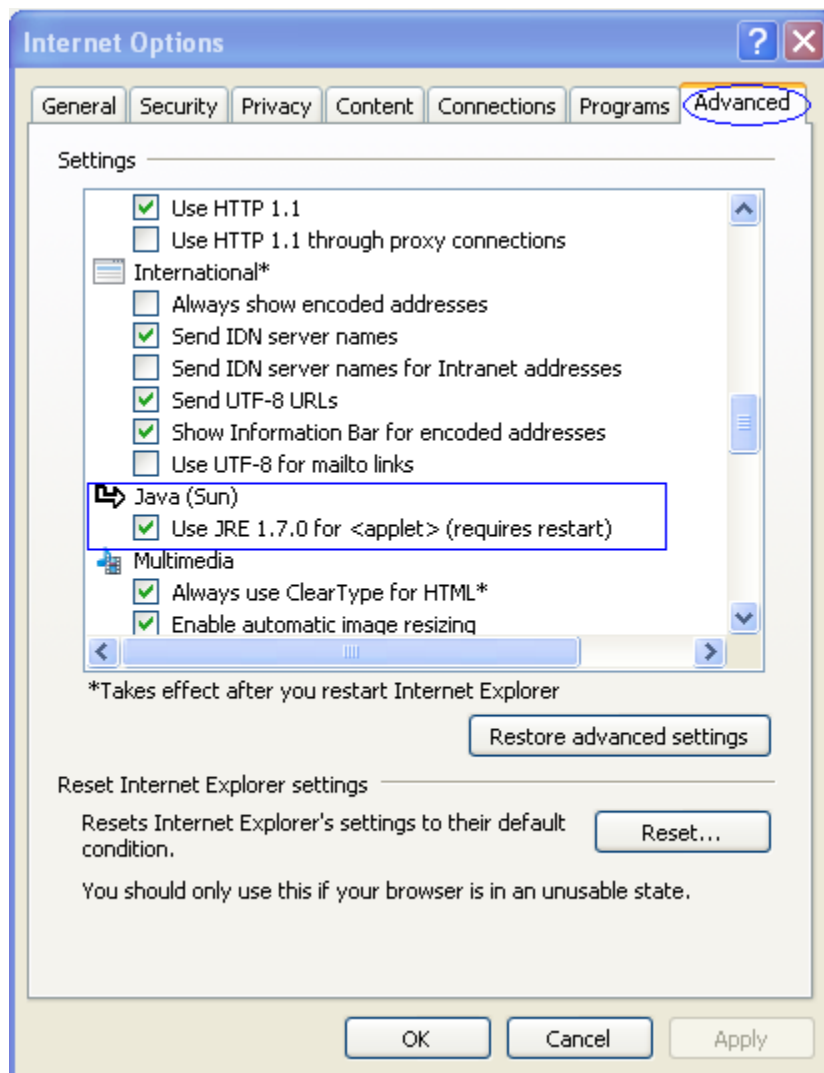 Internet Options
General Security Privacy Content Connections Programs Advanced
Settings
Use HTTP 1.1
Use HTTP 1.1 through proxy connections
International*
Always show encoded addresses
Send IDN server names
Send IDN server names for Intranet addresses
Send UTF-8 URLs
Show Information Bar for encoded addresses
Use UTF-8 for mailto links
Java (Sun)
Use JRE 1.7.0 for <applet> (requires restart)
Multimedia
Always use ClearType for HTML*
Enable automatic image resizing
*Takes effect after you restart Internet Explorer
Restore advanced settings
Reset Internet Explorer settings
Resets Internet Explorer's settings to their default
condition.
Reset...
You should only use this if your browser is in an unusable state.
OK Cancel Apply